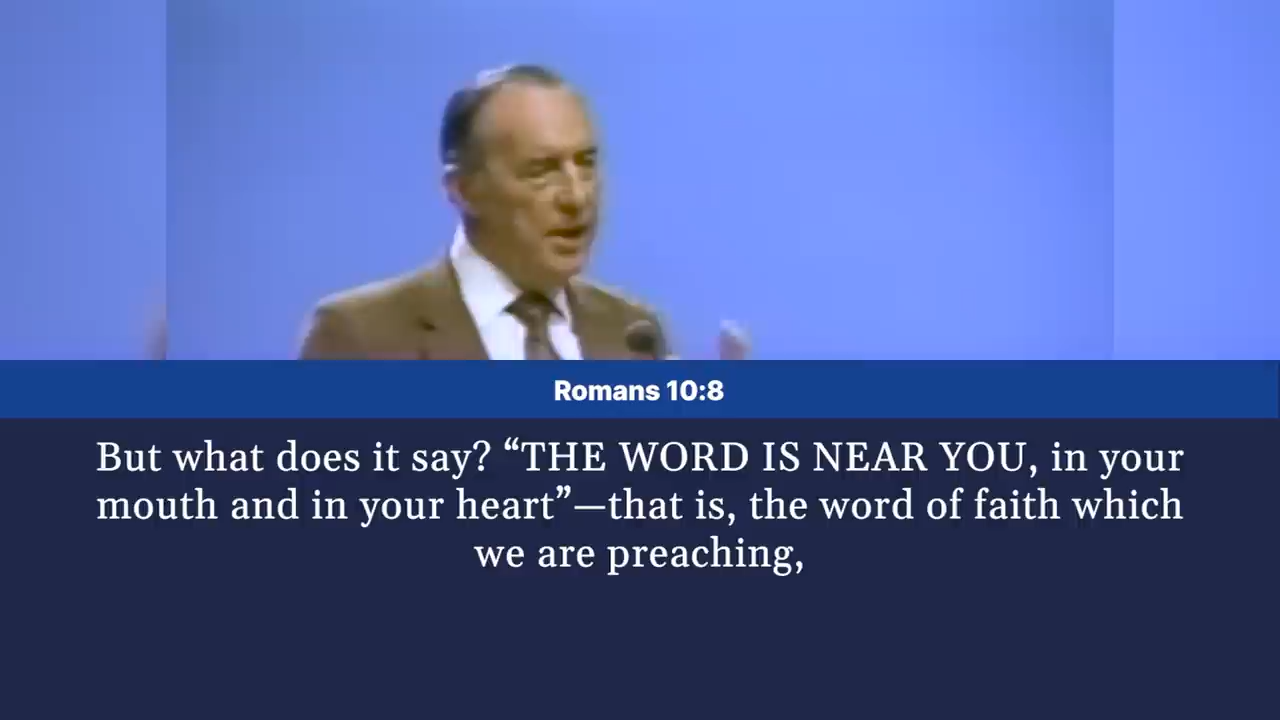 Romans 10:8
But what does it say? “THE WORD IS NEAR YOU, in your
mouth and in your heart”—that is, the word of faith which
we are preaching,